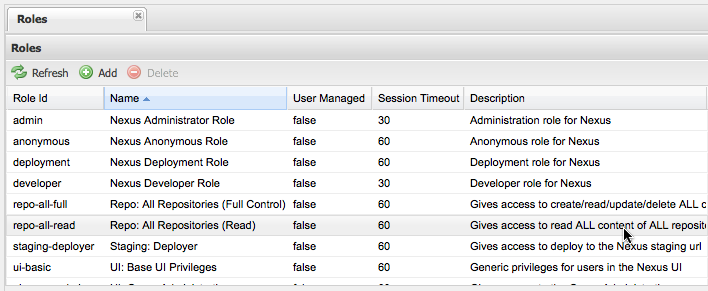 Roles
Roles
Refresh Add Delete
Role Id Name User Managed Session Timeout Description
admin Nexus Administrator Role false 30 Administration role for Nexus
anonymous Nexus Anonymous Role false 60 Anonymous role for Nexus
deployment Nexus Deployment Role false 60 Deployment role for Nexus
developer Nexus Developer Role false 30 Developer role for Nexus
repo-all-full Repo: All Repositories (Full Control) false 60 Gives access to create/read/update/delete ALL c
repo-all-read Repo: All Repositories (Read) false 60 Gives access to read ALL content of ALL reposit
staging-deployer Staging: Deployer false 60 Gives access to deploy to the Nexus staging url
ui-basic UI: Base UI Privileges false 60 Generic privileges for users in the Nexus UI